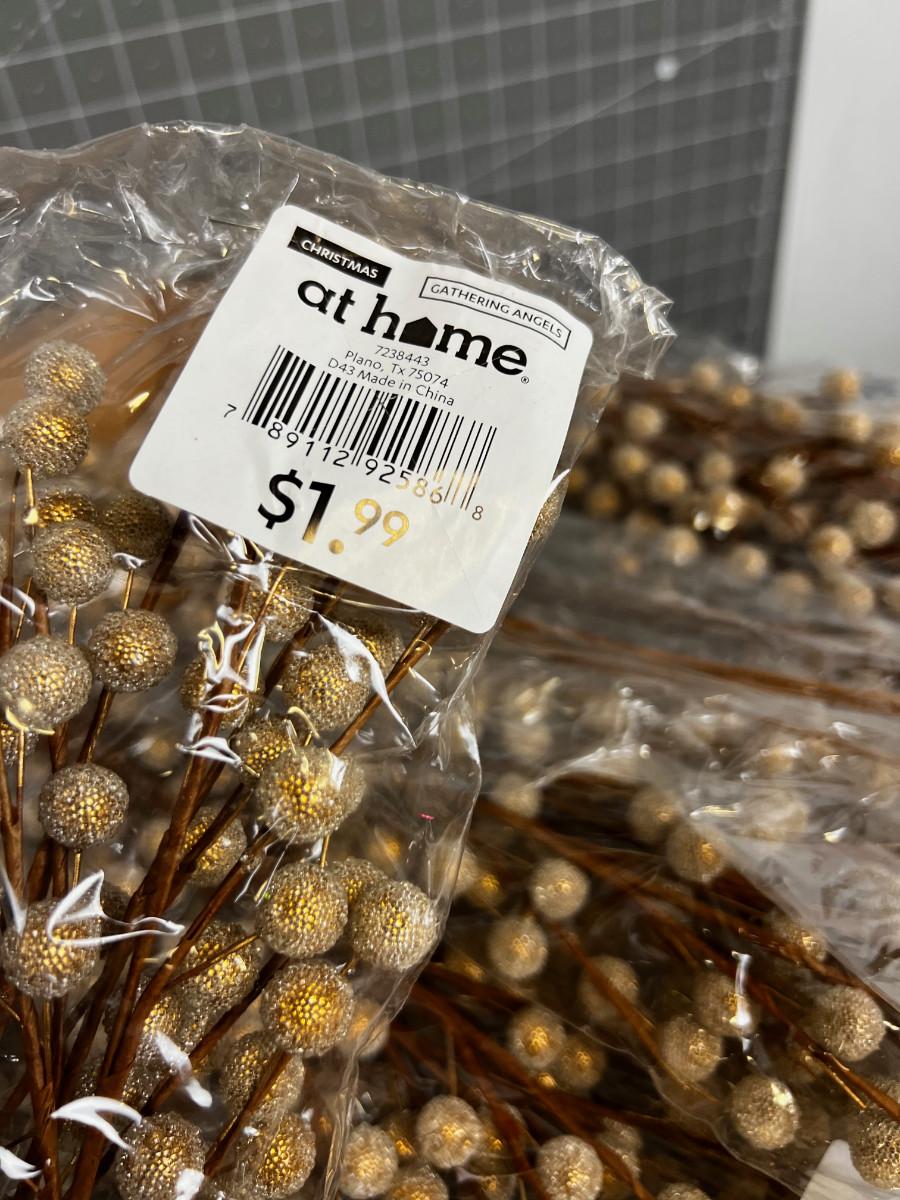 CHRISTMAS
GATHERING ANGELS
at home®
7238443
Plano, Tx 75074
D43 Made in China
7 89112 92586 8
$1.99